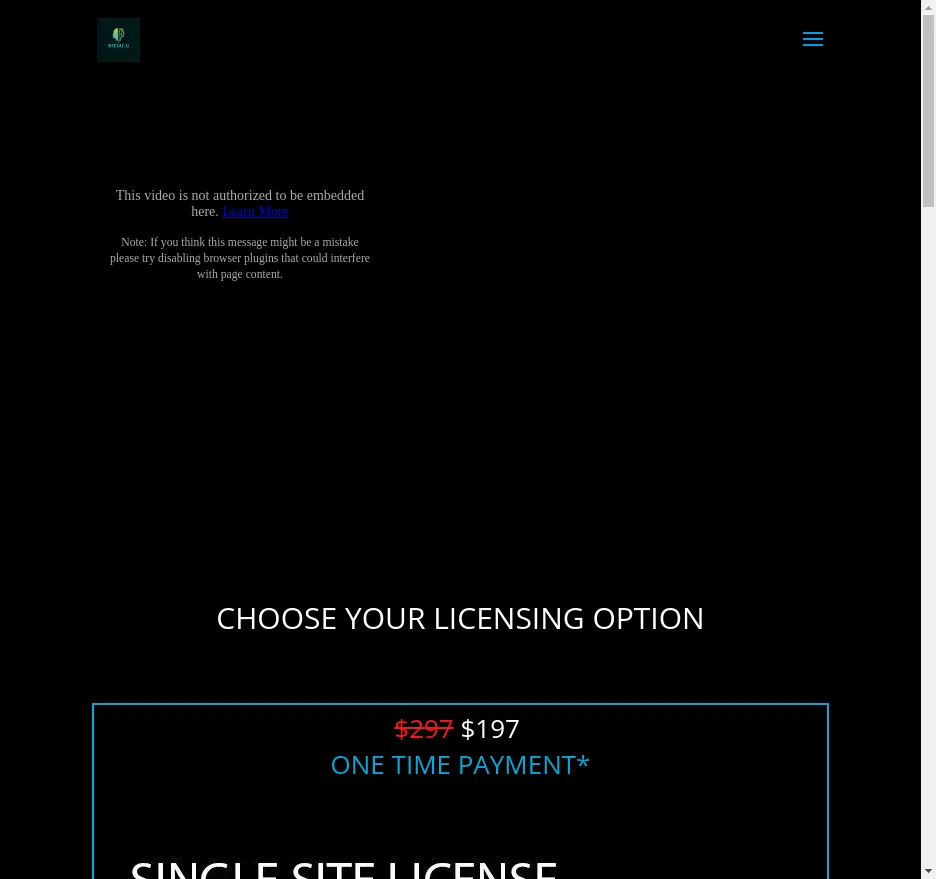 This video is not authorized to be embedded
here. Learn More
Note: If you think this message might be a mistake
please try disabling browser plugins that could interfere
with page content.
CHOOSE YOUR LICENSING OPTION
$297 $197
ONE TIME PAYMENT*
SINGLE SITE LICENSE